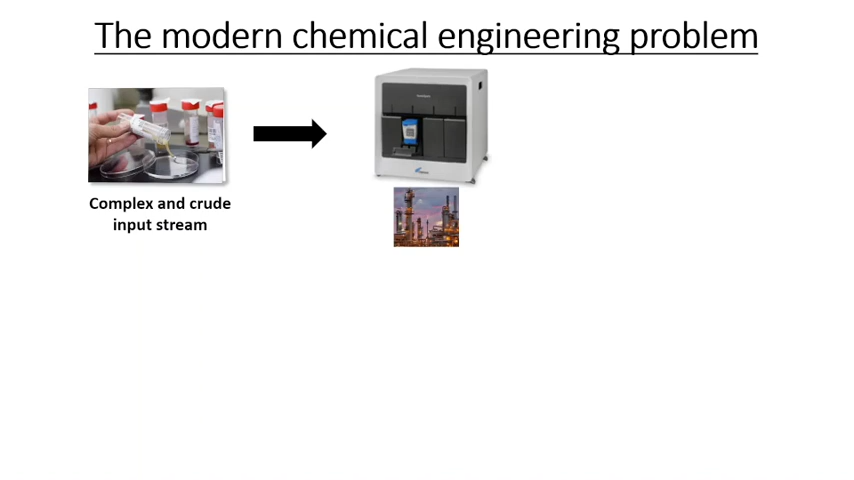 The modern chemical engineering problem
Complex and crude
input stream